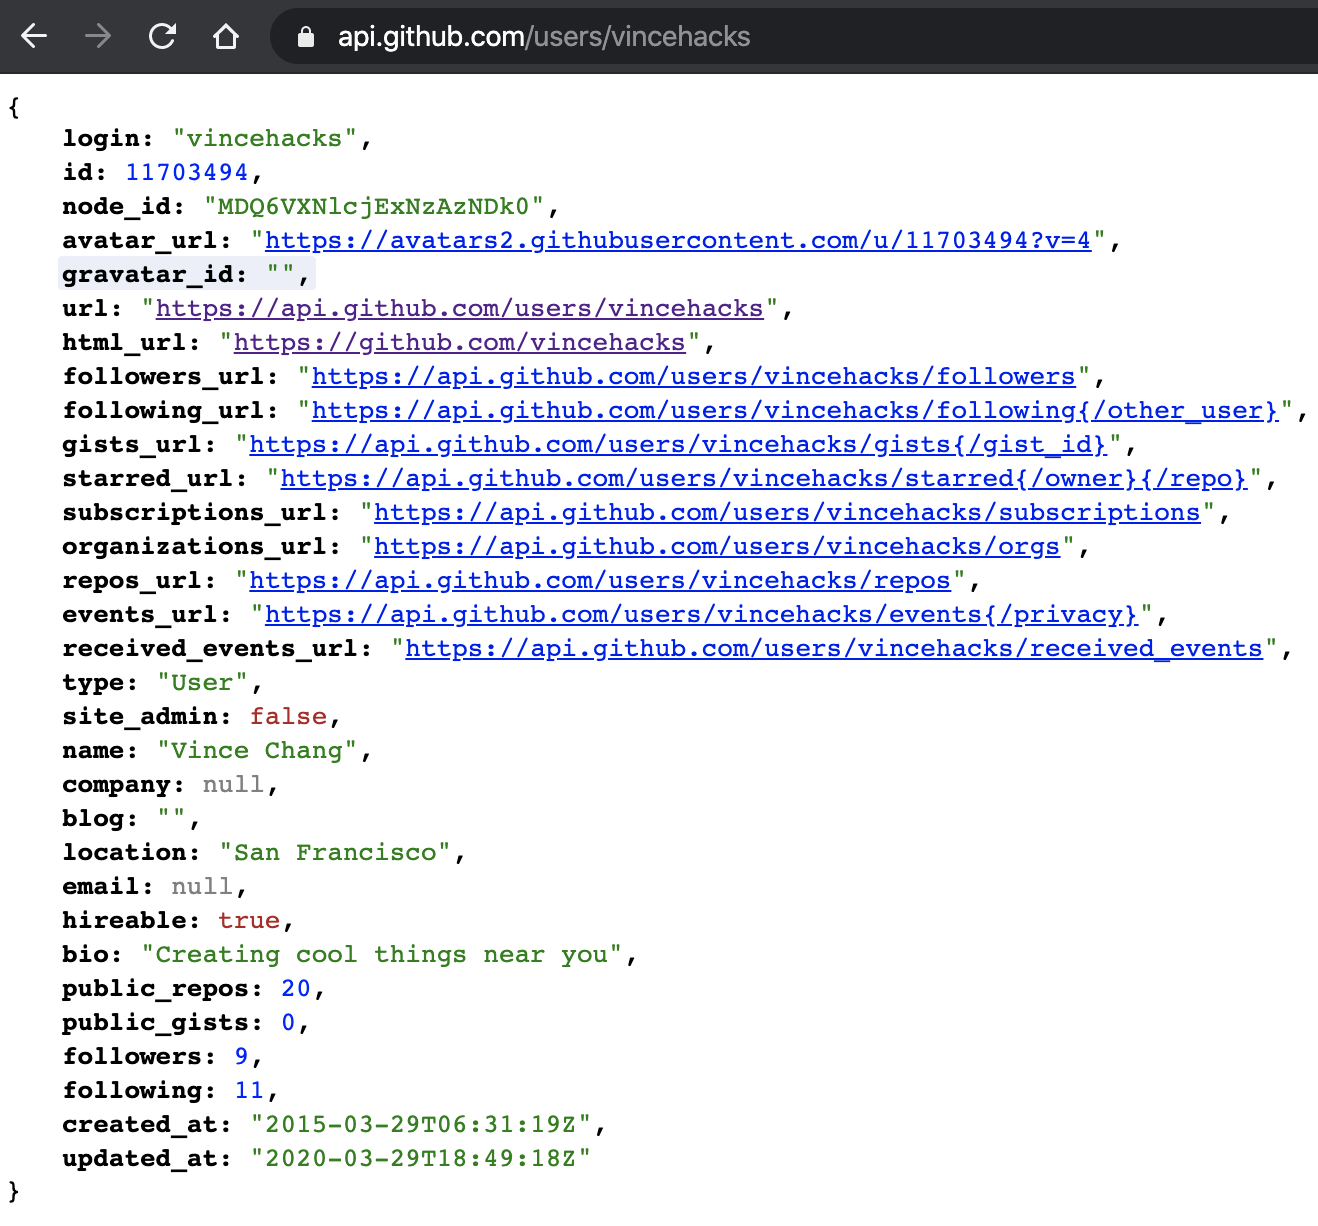 api.github.com/users/vincehacks
{
login: "vincehacks",
id: 11703494,
node_id: "MDQ6VXNlcjExNzAzNDk0",
avatar_url: "https://avatars2.githubusercontent.com/u/11703494?v=4",
gravatar_id: "",
url: "https://api.github.com/users/vincehacks",
html_url: "https://github.com/vincehacks",
followers_url: "https://api.github.com/users/vincehacks/followers",
following_url: "https://api.github.com/users/vincehacks/following{/other_user}",
gists_url: "https://api.github.com/users/vincehacks/gists{/gist_id}",
starred_url: "https://api.github.com/users/vincehacks/starred{/owner}{/repo}",
subscriptions_url: "https://api.github.com/users/vincehacks/subscriptions",
organizations_url: "https://api.github.com/users/vincehacks/orgs",
repos_url: "https://api.github.com/users/vincehacks/repos",
events_url: "https://api.github.com/users/vincehacks/events{/privacy}",
received_events_url: "https://api.github.com/users/vincehacks/received_events",
type: "User",
site_admin: false,
name: "Vince Chang",
company: null,
blog: "",
location: "San Francisco",
email: null,
hireable: true,
bio: "Creating cool things near you",
public_repos: 20,
public_gists: 0,
followers: 9,
following: 11,
created_at: "2015-03-29T06:31:19Z",
updated_at: "2020-03-29T18:49:18Z"
}